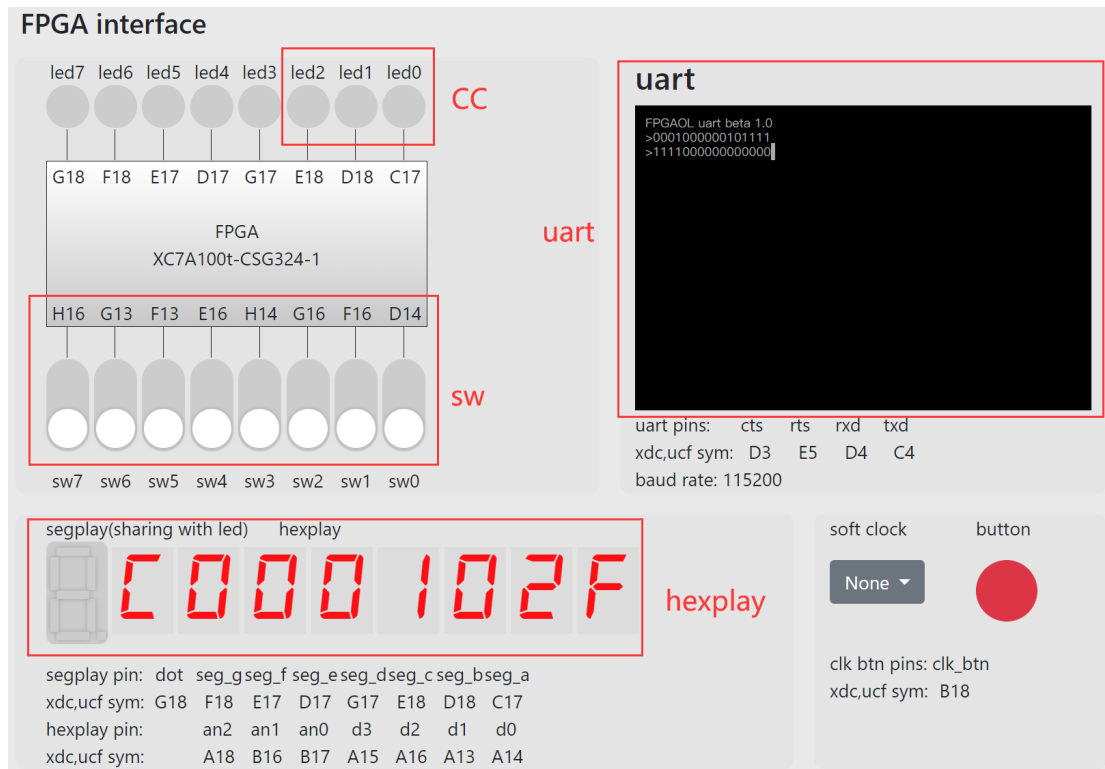 FPGA interface
led7 led6 led5 led4 led3 led2 led1 led0
CC
G18 F18 E17 D17 G17 E18 D18 C17
FPGA
XC7A100t-CSG324-1
H16 G13 F13 E16 H14 G16 F16 D14
sw
sw7 sw6 sw5 sw4 sw3 sw2 sw1 sw0
uart
uart
FPGAOL uart beta 1.0
>0001000000101111
>1111000000000000
uart pins: cts rts rxd txd
xdc,ucf sym: D3 E5 D4 C4
baud rate: 115200
segplay(sharing with led) hexplay
C000102F
hexplay
segplay pin: dot seg_g seg_f seg_e seg_d seg_c seg_b seg_a
xdc,ucf sym: G18 F18 E17 D17 G17 E18 D18 C17
hexplay pin: an2 an1 an0 d3 d2 d1 d0
xdc,ucf sym: A18 B16 B17 A15 A16 A13 A14
soft clock button
None
clk btn pins: clk_btn
xdc,ucf sym: B18